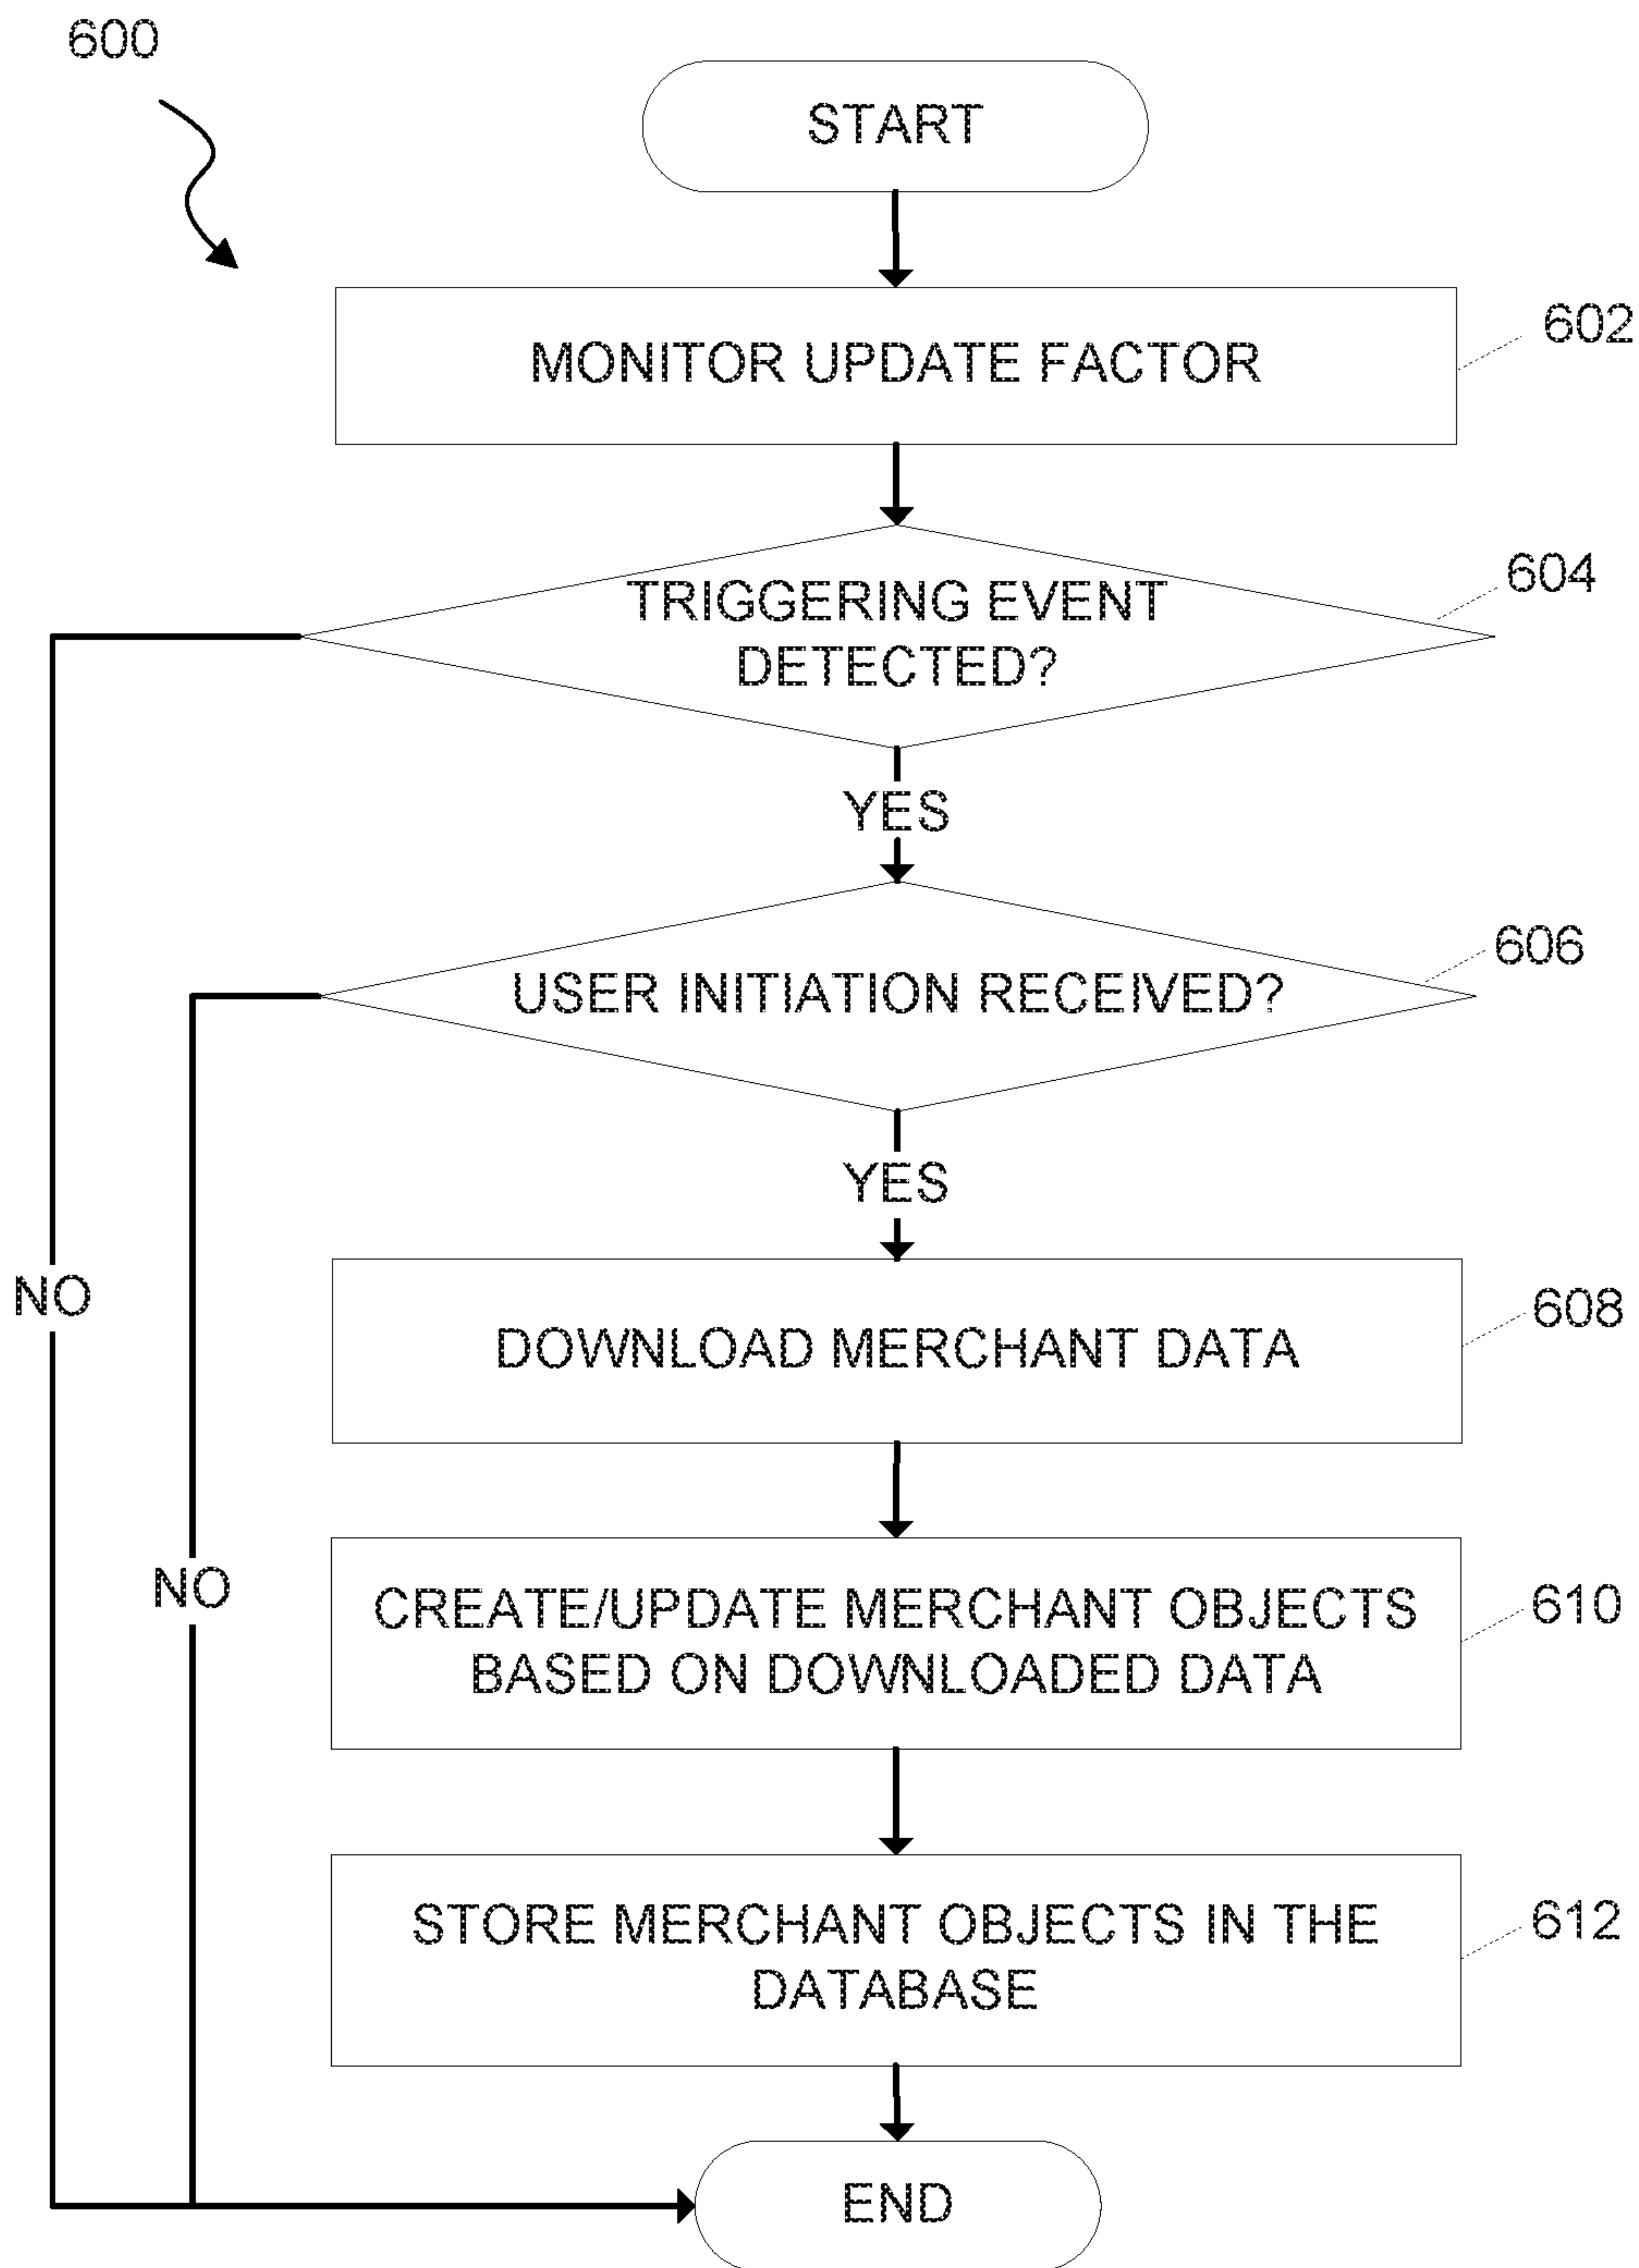 600
START
MONITOR UPDATE FACTOR
602
TRIGGERING EVENT
DETECTED?
604
YES
USER INITIATION RECEIVED?
606
YES
NO
DOWNLOAD MERCHANT DATA
608
NO
CREATE/UPDATE MERCHANT OBJECTS
BASED ON DOWNLOADED DATA
610
STORE MERCHANT OBJECTS IN THE
DATABASE
612
END